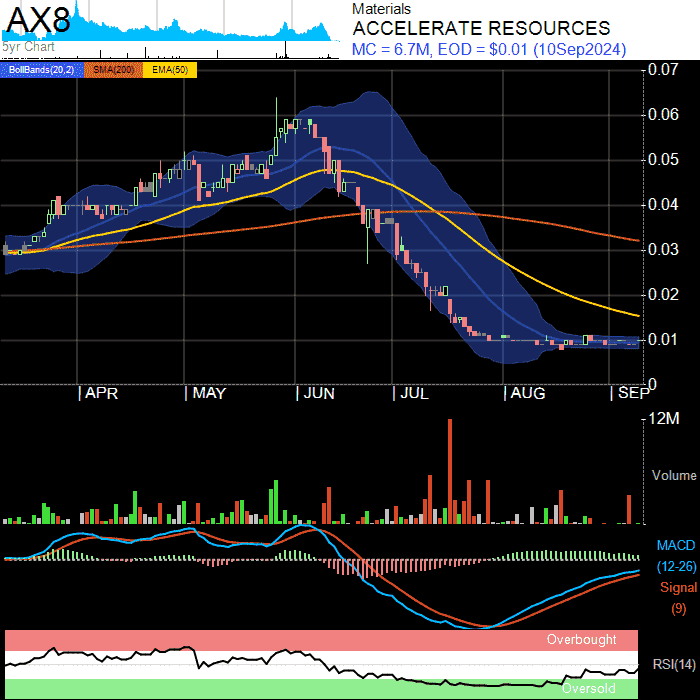 AX8
5yr Chart
Materials
ACCELERATE RESOURCES
MC = 6.7M, EOD = $0.01 (10Sep2024)
BollBands(20,2) SMA(200) EMA(50)
0.07
0.06
0.05
0.04
0.03
0.02
0.01
0
| APR | MAY | JUN | JUL | AUG | SEP
12M
Volume
MACD
(12-26)
Signal
(9)
Overbought
RSI(14)
Oversold